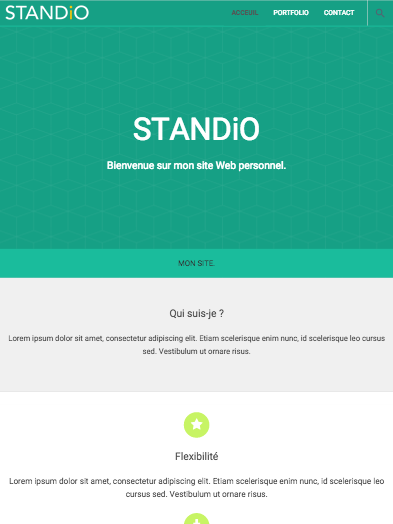 STANDiO
ACCEUIL PORTFOLIO CONTACT
STANDiO
Bienvenue sur mon site Web personnel.
MON SITE.
Qui suis-je ?
Lorem ipsum dolor sit amet, consectetur adipiscing elit. Etiam scelerisque enim nunc, id scelerisque leo cursus
sed. Vestibulum ut ornare risus.
Flexibilité
Lorem ipsum dolor sit amet, consectetur adipiscing elit. Etiam scelerisque enim nunc, id scelerisque leo
cursus sed. Vestibulum ut ornare risus.